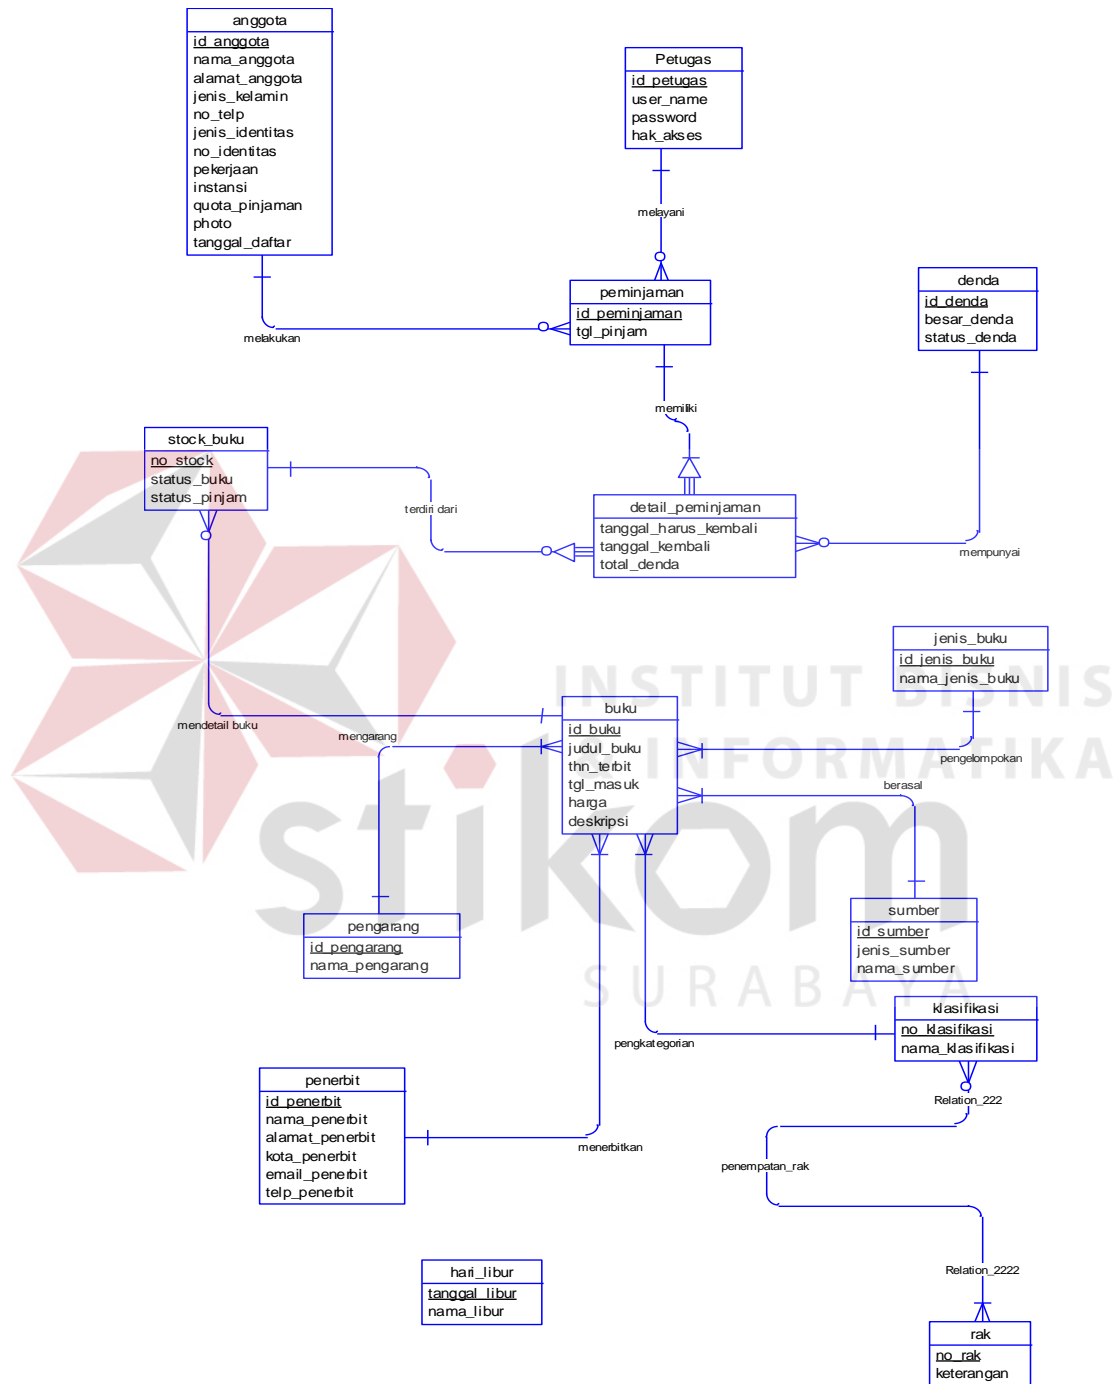 anggota
id_anggota
nama_anggota
alamat_anggota
jenis_kelamin
no_telp
jenis_identitas
no_identitas
pekerjaan
instansi
quota_pinjaman
photo
tanggal_daftar
Petugas
id_petugas
user_name
password
hak_akses
melayani
melakukan
peminjaman
id_peminjaman
tgl_pinjam
denda
id_denda
besar_denda
status_denda
memiliki
stock_buku
no_stock
status_buku
status_pinjam
terdiri dari
detail_peminjaman
tanggal_harus_kembali
tanggal_kembali
total_denda
mempunyai
jenis_buku
id_jenis_buku
nama_jenis_buku
INSTITUT BISNIS
& INFORMATIKA
stikom
SURABAYA
mendetail buku
mengarang
buku
id_buku
judul_buku
thn_terbit
tgl_masuk
harga
deskripsi
pengelompokan
berasal
pengarang
id_pengarang
nama_pengarang
sumber
id_sumber
jenis_sumber
nama_sumber
pengkategorian
klasifikasi
no_klasifikasi
nama_klasifikasi
penerbit
id_penerbit
nama_penerbit
alamat_penerbit
kota_penerbit
email_penerbit
telp_penerbit
menerbitkan
Relation_222
penempatan_rak
Relation_2222
hari_libur
tanggal_libur
nama_libur
rak
no_rak
keterangan